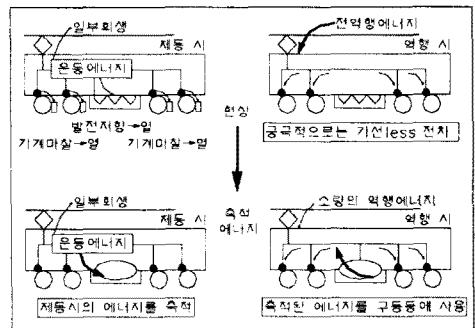 일부회생
제동 시
운동에너지
발전저항→열
기계마찰→열 기계마찰→열
전역행에너지
역행 시
궁극적으로는 가선less 전차
현상
축적
에너지
일부회생
제동 시
운동에너지
제동시의 에너지를 축적
소량의 역행에너지
역행 시
축적된 에너지를 구동등에 사용